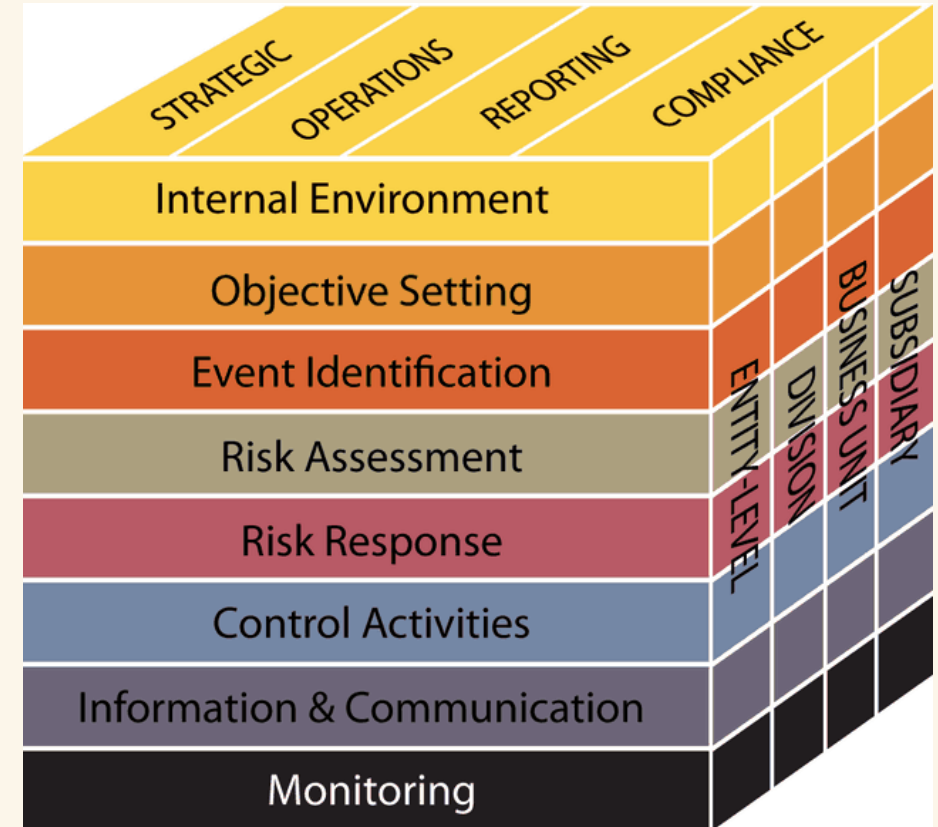 STRATEGIC
OPERATIONS
REPORTING
COMPLIANCE
Internal Environment
Objective Setting
Event Identification
Risk Assessment
Risk Response
Control Activities
Information & Communication
Monitoring
ENTITY-LEVEL
DIVISION
BUSINESS UNIT
SUBSIDIARY